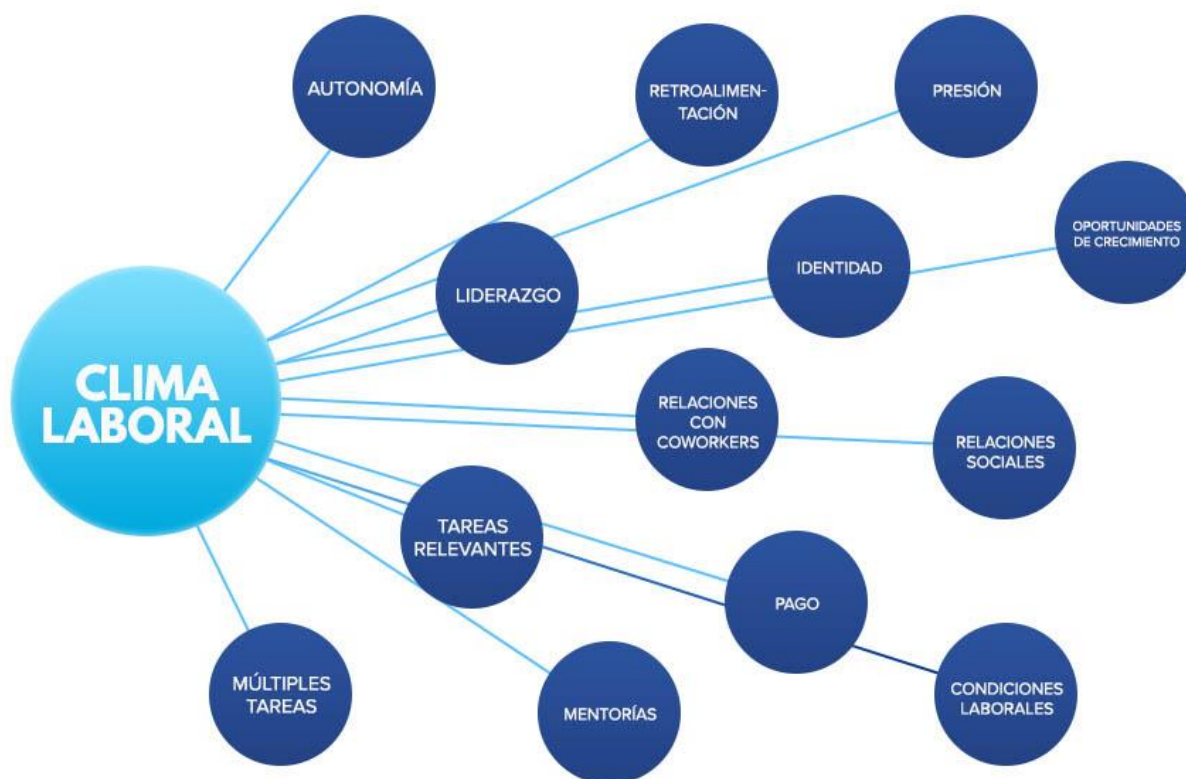 AUTONOMÍA
RETROALIMEN-
TACIÓN
PRESIÓN
OPORTUNIDADES
DE CRECIMIENTO
IDENTIDAD
LIDERAZGO
CLIMA
LABORAL
RELACIONES
CON
COWORKERS
RELACIONES
SOCIALES
TAREAS
RELEVANTES
PAGO
MÚLTIPLES
TAREAS
MENTORÍAS
CONDICIONES
LABORALES